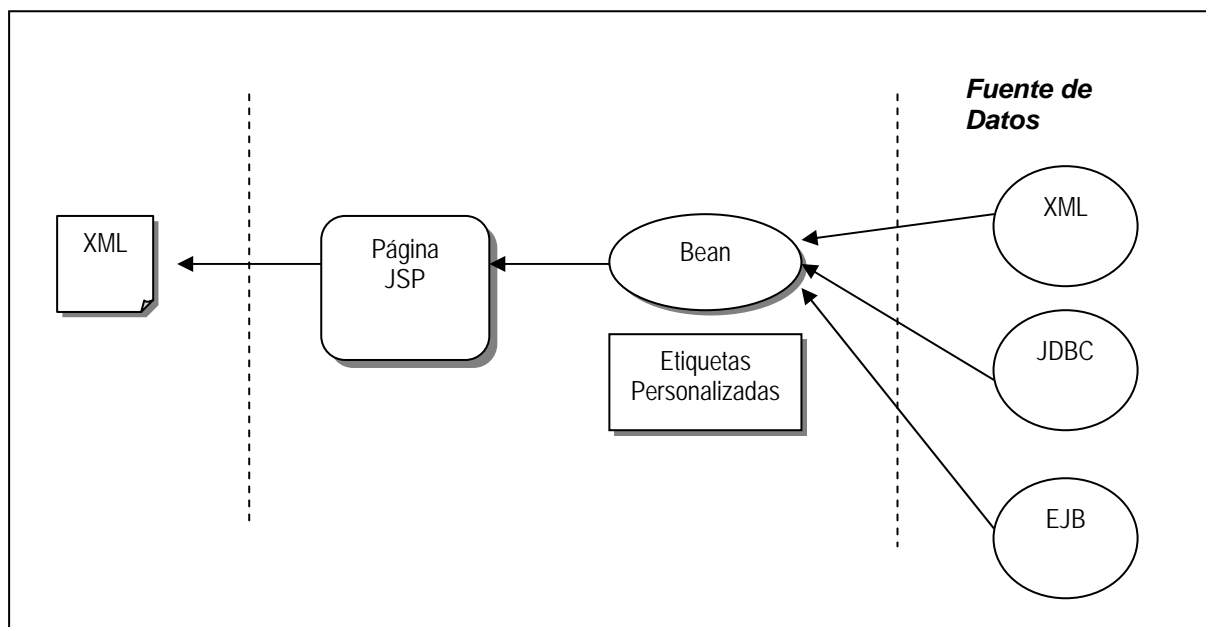 Fuente de
Datos
XML
XML
Página
JSP
Bean
JDBC
Etiquetas
Personalizadas
EJB